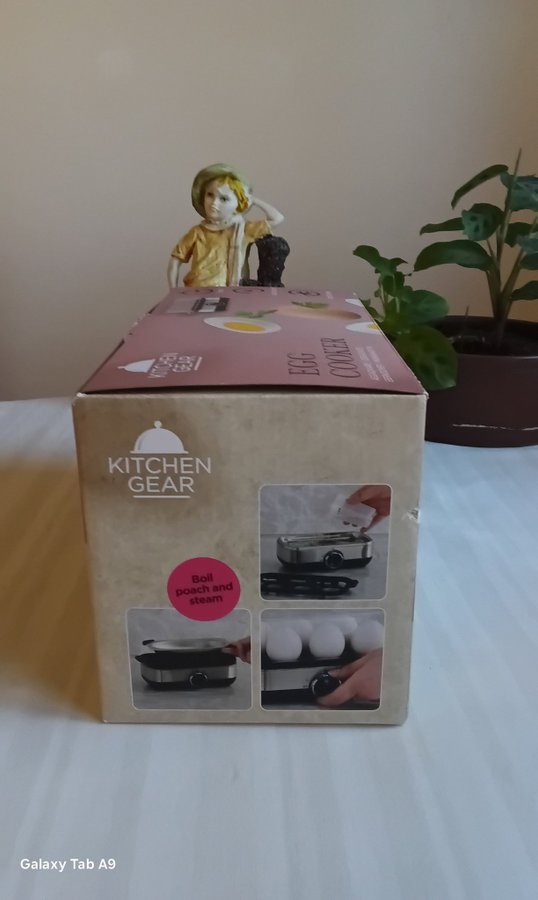 KITCHEN
GEAR
EGG
COOKER
KITCHEN
GEAR
Boil
poach and
steam
Galaxy Tab A9